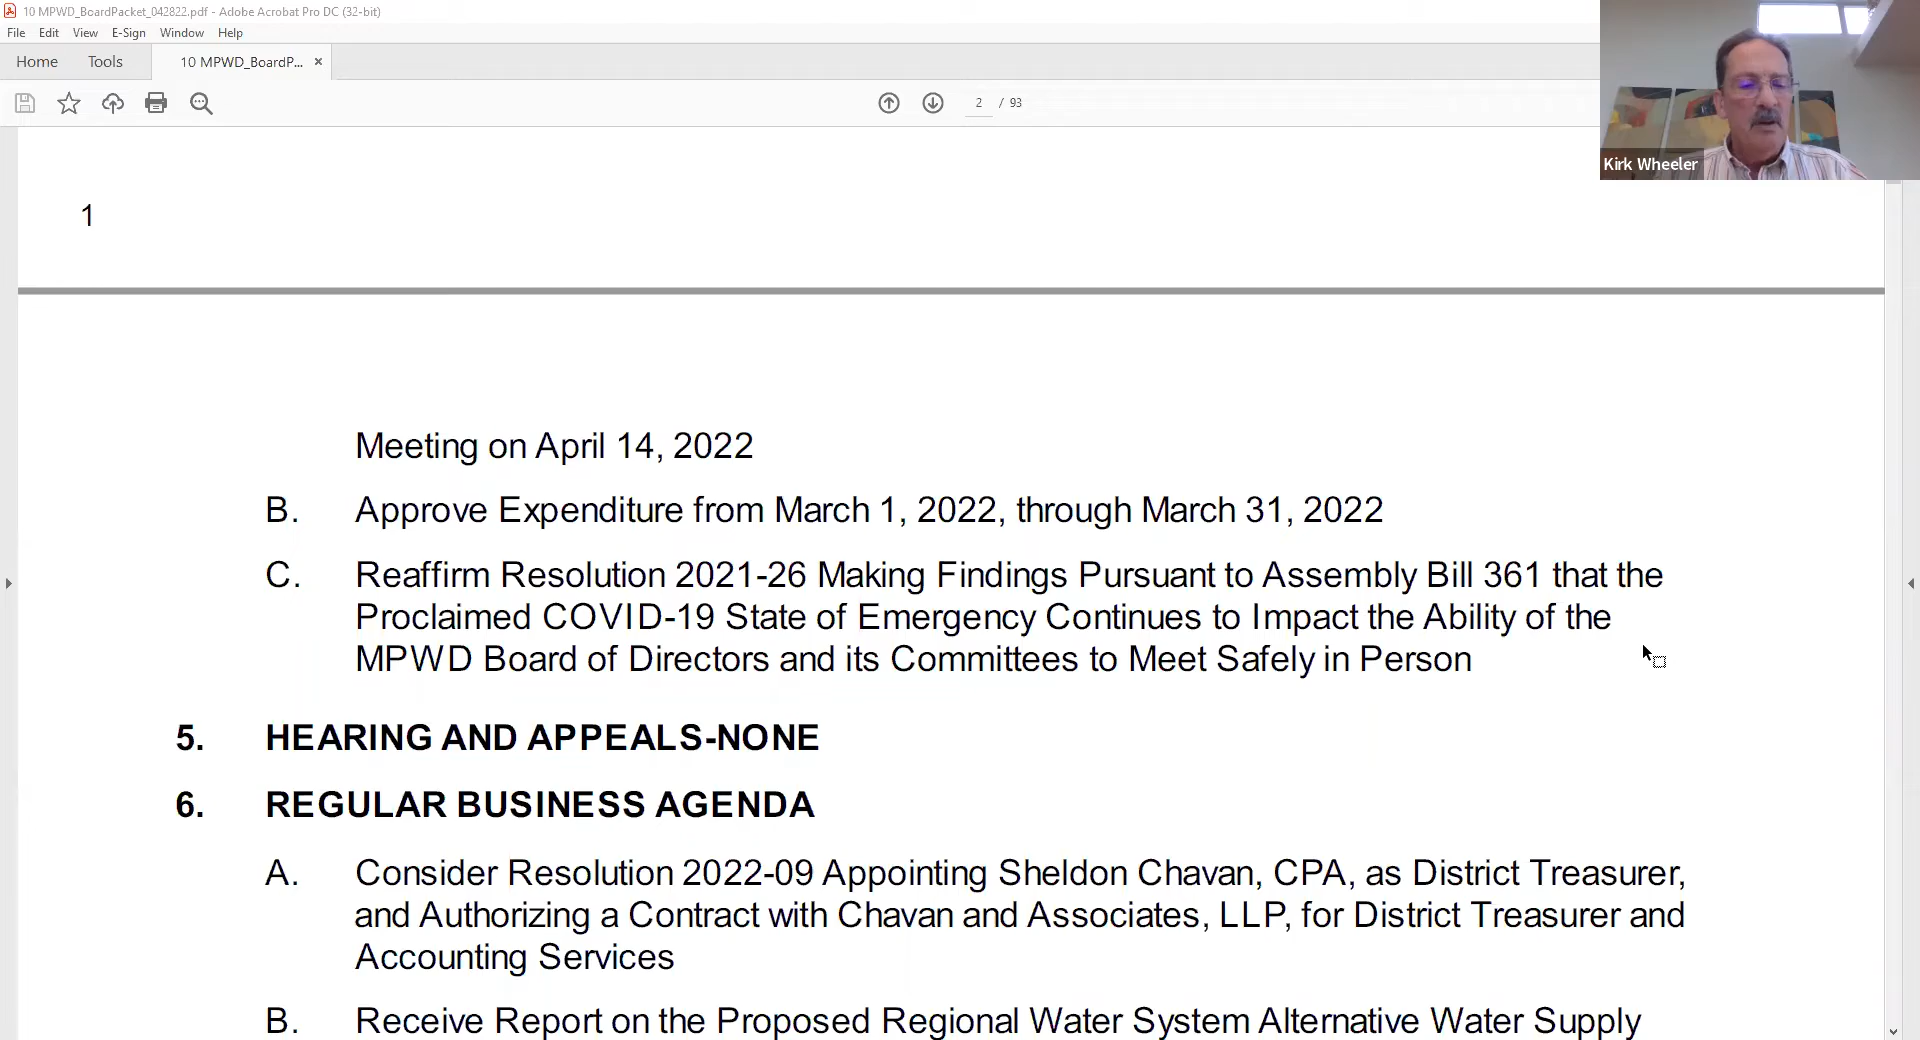 10 MPWD_BoardPacket_042822.pdf - Adobe Acrobat Pro DC (32-bit)
File Edit View E-Sign Window Help
Home Tools 10 MPWD_BoardP... ×
2 / 93
Kirk Wheeler
1
Meeting on April 14, 2022
B. Approve Expenditure from March 1, 2022, through March 31, 2022
C. Reaffirm Resolution 2021-26 Making Findings Pursuant to Assembly Bill 361 that the
Proclaimed COVID-19 State of Emergency Continues to Impact the Ability of the
MPWD Board of Directors and its Committees to Meet Safely in Person
5. HEARING AND APPEALS-NONE
6. REGULAR BUSINESS AGENDA
A. Consider Resolution 2022-09 Appointing Sheldon Chavan, CPA, as District Treasurer,
and Authorizing a Contract with Chavan and Associates, LLP, for District Treasurer and
Accounting Services
B. Receive Report on the Proposed Regional Water System Alternative Water Supply